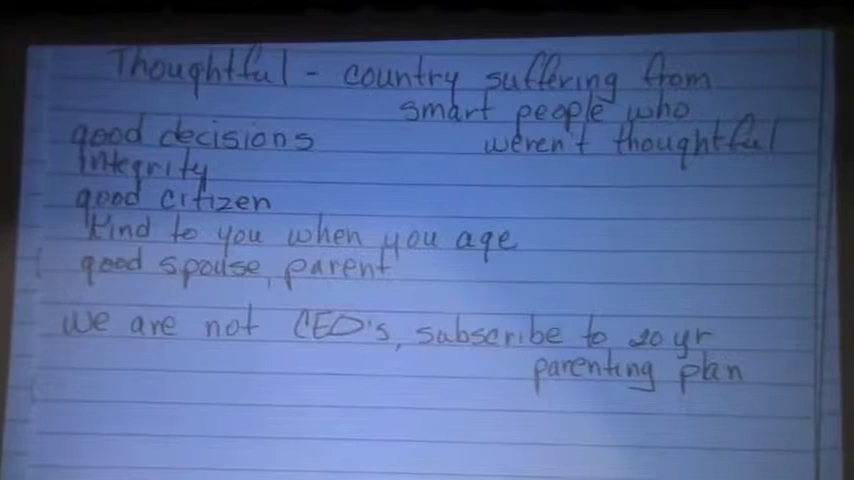 Thoughtful - country suffering from
smart people who
good decisions weren't thoughtful
integrity
good citizen
kind to you when you age
good spouse, parent
we are not CEO's, subscribe to 20 yr
parenting plan